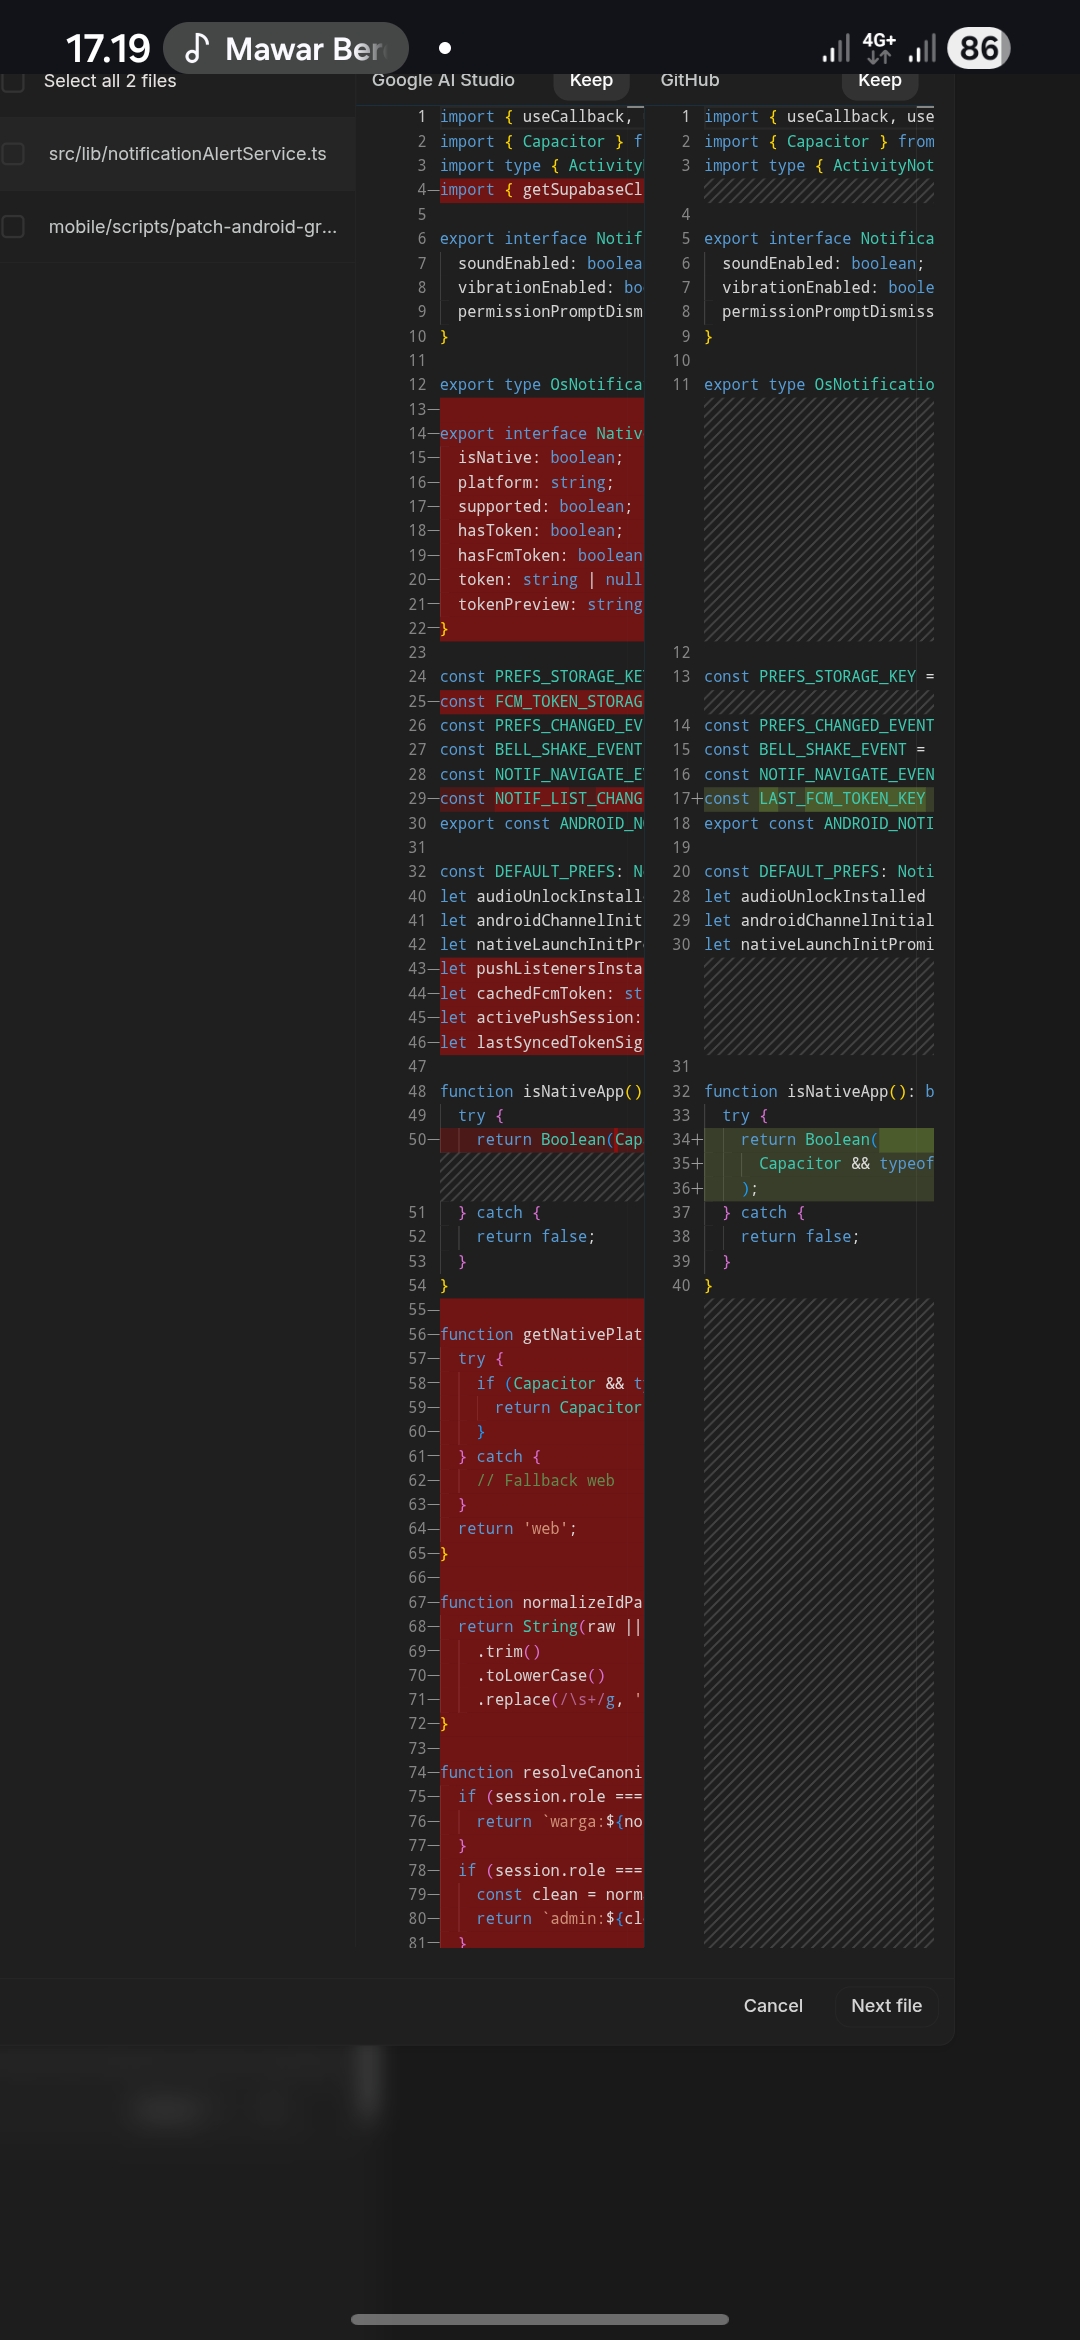 17.19 Mawar Ber 4G+ 86
Select all 2 files
src/lib/notificationAlertService.ts
mobile/scripts/patch-android-gr...
Google AI Studio Keep
1 import { useCallback,
2 import { Capacitor } f
3 import type { Activity
4 import { getSupabaseCl
5
6 export interface Notif
7 soundEnabled: boolea
8 vibrationEnabled: bo
9 permissionPromptDism
10 }
11
12 export type OsNotifica
13
14 export interface Nativ
15 isNative: boolean;
16 platform: string;
17 supported: boolean;
18 hasToken: boolean;
19 hasFcmToken: boolean
20 token: string | null
21 tokenPreview: string
22 }
23
24 const PREFS_STORAGE_KE
25 const FCM_TOKEN_STORAG
26 const PREFS_CHANGED_EV
27 const BELL_SHAKE_EVENT
28 const NOTIF_NAVIGATE_E
29 const NOTIF_LIST_CHANG
30 export const ANDROID_N
31
32 const DEFAULT_PREFS: N
40 let audioUnlockInstall
41 let androidChannelInit
42 let nativeLaunchInitPr
43 let pushListenersInsta
44 let cachedFcmToken: st
45 let activePushSession:
46 let lastSyncedTokenSig
47
48 function isNativeApp()
49 try {
50 return Boolean(Cap
51 } catch {
52 return false;
53 }
54 }
55
56 function getNativePlat
57 try {
58 if (Capacitor && t
59 return Capacitor
60 }
61 } catch {
62 // Fallback web
63 }
64 return 'web';
65 }
66
67 function normalizeIdPa
68 return String(raw ||
69 .trim()
70 .toLowerCase()
71 .replace(/\s+/g, '
72 }
73
74 function resolveCanoni
75 if (session.role ===
76 return `warga:${no
77 }
78 if (session.role ===
79 const clean = norm
80 return `admin:${cl
81 }
GitHub Keep
1 import { useCallback, use
2 import { Capacitor } from
3 import type { ActivityNot
4
5 export interface Notifica
6 soundEnabled: boolean;
7 vibrationEnabled: boole
8 permissionPromptDismiss
9 }
10
11 export type OsNotificatio
12
13 const PREFS_STORAGE_KEY =
14 const PREFS_CHANGED_EVENT
15 const BELL_SHAKE_EVENT =
16 const NOTIF_NAVIGATE_EVEN
17+ const LAST_FCM_TOKEN_KEY
18 export const ANDROID_NOTI
19
20 const DEFAULT_PREFS: Noti
28 let audioUnlockInstalled
29 let androidChannelInitial
30 let nativeLaunchInitPromi
31
32 function isNativeApp(): b
33 try {
34+ return Boolean(
35+ Capacitor && typeof
36+ );
37 } catch {
38 return false;
39 }
40 }
Cancel Next file